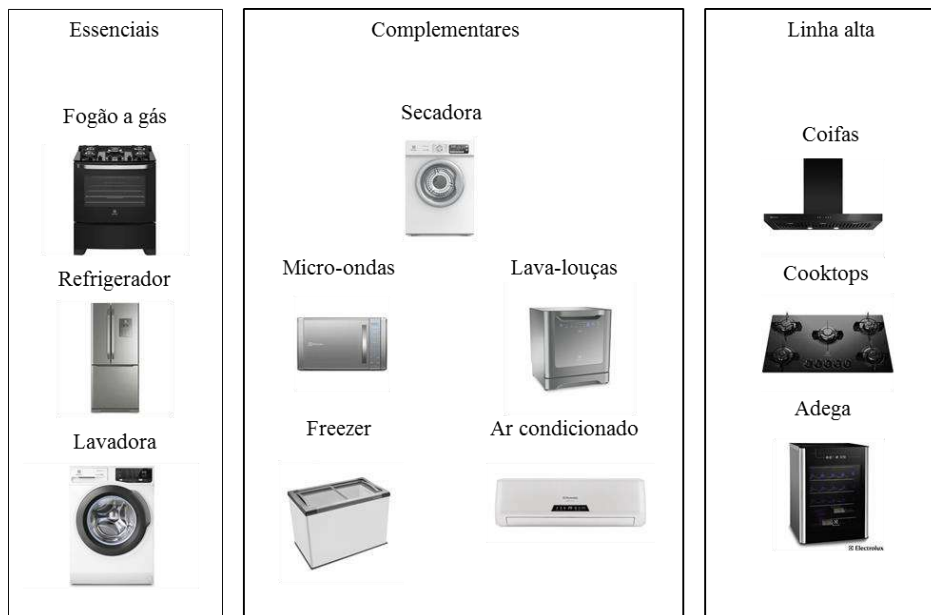 Essenciais
Fogão a gás
Refrigerador
Lavadora
Complementares
Secadora
Micro-ondas
Lava-louças
Freezer
Ar condicionado
Linha alta
Coifas
Cooktops
Adega
Electrolux